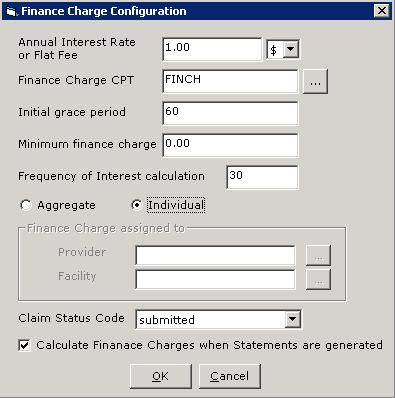 Finance Charge Configuration
Annual Interest Rate
or Flat Fee
1.00
$
Finance Charge CPT
FINCH
...
Initial grace period
60
Minimum finance charge
0.00
Frequency of Interest calculation
30
Aggregate
Individual
Finance Charge assigned to
Provider
...
Facility
...
Claim Status Code
submitted
Calculate Finanace Charges when Statements are generated
OK
Cancel